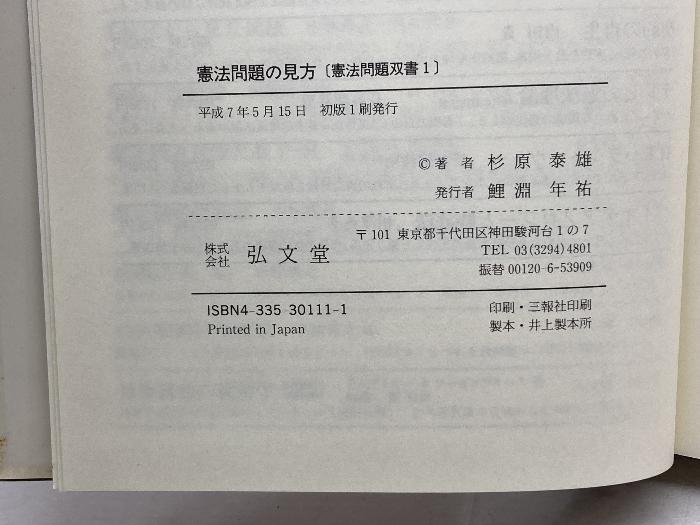 憲法問題の見方〔憲法問題双書1〕
平成7年5月15日 初版1刷発行
©著 者 杉 原 泰 雄
発行者 鯉 淵 年 祐
〒101 東京都千代田区神田駿河台1の7
株式会社 弘 文 堂
TEL 03(3294)4801
振替 00120-6-53909
ISBN4-335-30111-1
印刷・三報社印刷
Printed in Japan
製本・井上製本所